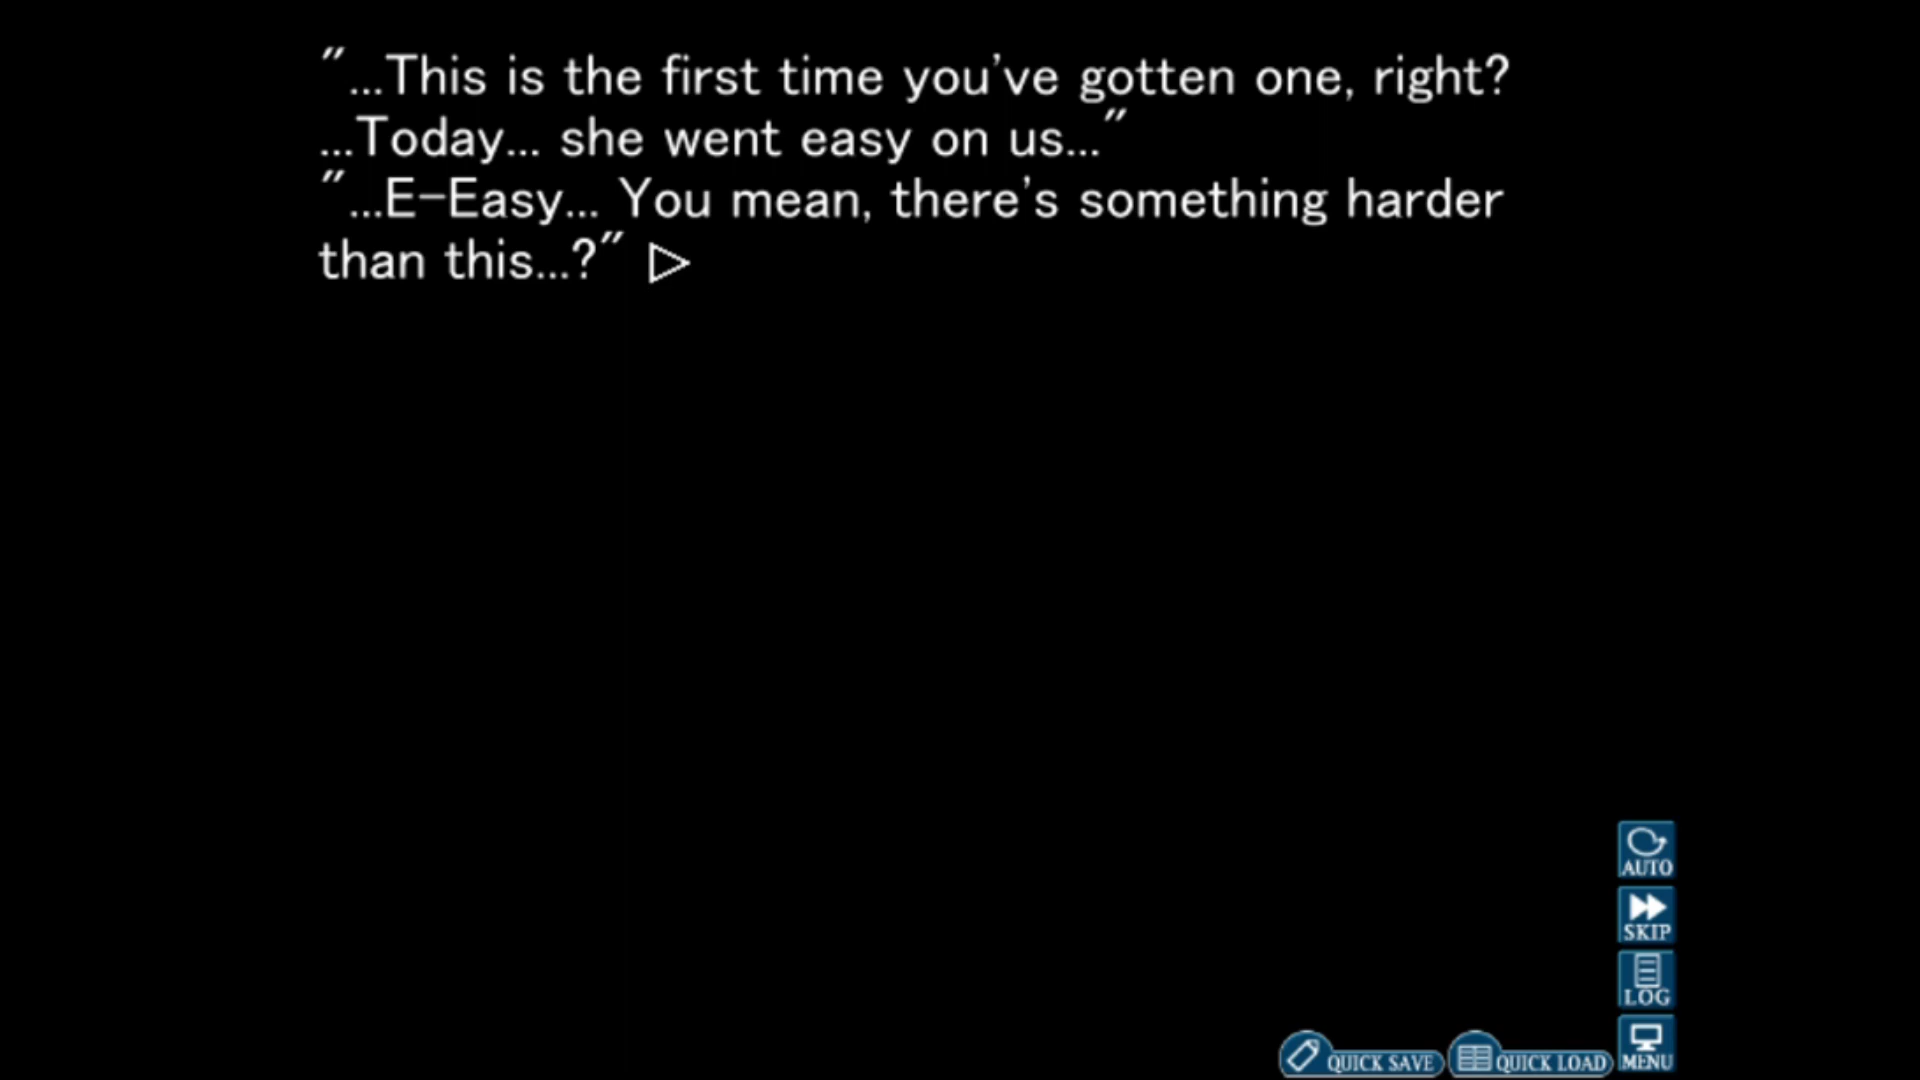 "...This is the first time you've gotten one, right?
...Today... she went easy on us..."
"...E-Easy... You mean, there's something harder
than this...?"
AUTO
SKIP
LOG
QUICK SAVE
QUICK LOAD
MENU